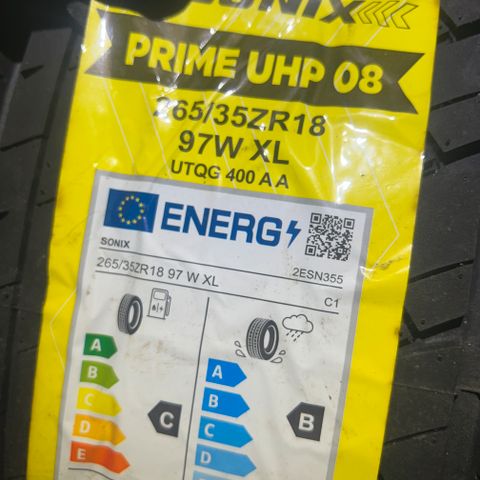 SONIX
PRIME UHP 08
265/35ZR18
97W XL
UTQG 400 A A
ENERG
SONIX
2ESN355
265/35ZR18 97 W XL
C1
A
B
C
D
E
C
A
B
C
D
B